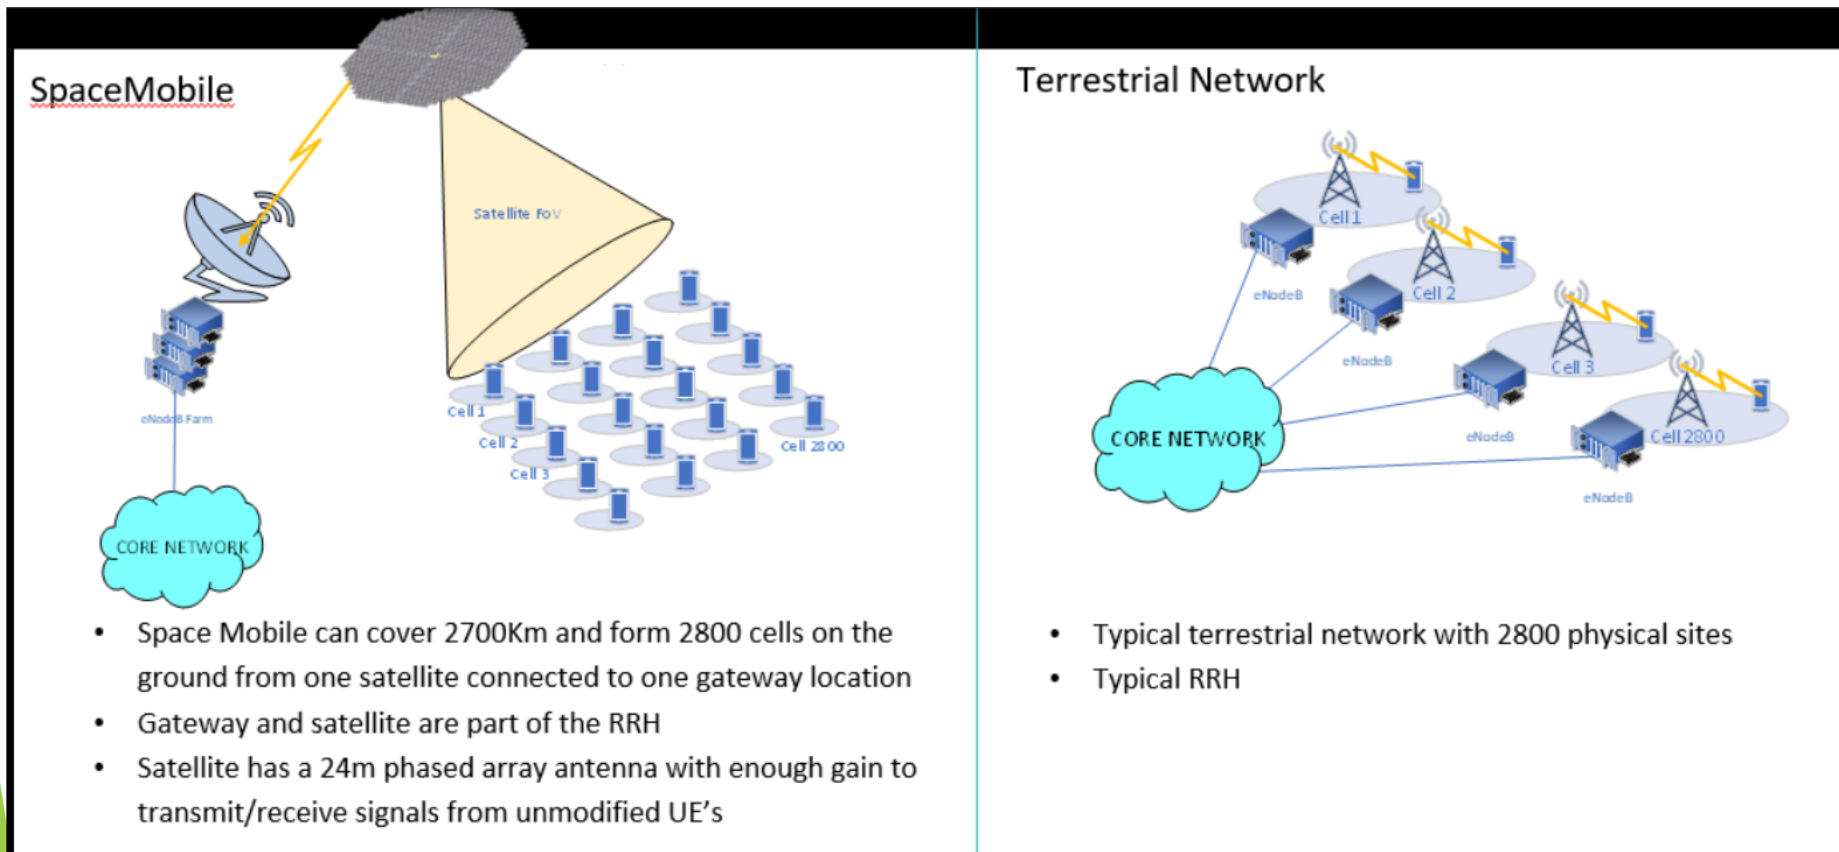 SpaceMobile
Satellite FoV
Cell 1
Cell 2
Cell 3
Cell 2800
eNodeB Farm
CORE NETWORK
• Space Mobile can cover 2700Km and form 2800 cells on the
ground from one satellite connected to one gateway location
• Gateway and satellite are part of the RRH
• Satellite has a 24m phased array antenna with enough gain to
transmit/receive signals from unmodified UE’s
Terrestrial Network
Cell 1
eNodeB
Cell 2
eNodeB
Cell 3
eNodeB
Cell 2800
eNodeB
CORE NETWORK
• Typical terrestrial network with 2800 physical sites
• Typical RRH